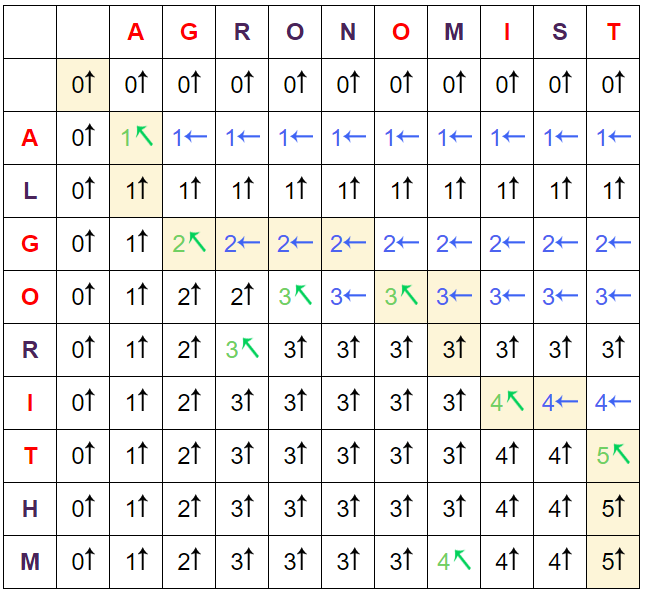 A G R O N O M I S T
0↑ 0↑ 0↑ 0↑ 0↑ 0↑ 0↑ 0↑ 0↑ 0↑ 0↑
A 0↑ 1↖ 1← 1← 1← 1← 1← 1← 1← 1← 1←
L 0↑ 1↑ 1↑ 1↑ 1↑ 1↑ 1↑ 1↑ 1↑ 1↑ 1↑
G 0↑ 1↑ 2↖ 2← 2← 2← 2← 2← 2← 2← 2←
O 0↑ 1↑ 2↑ 2↑ 3↖ 3← 3↖ 3← 3← 3← 3←
R 0↑ 1↑ 2↑ 3↖ 3↑ 3↑ 3↑ 3↑ 3↑ 3↑ 3↑
I 0↑ 1↑ 2↑ 3↑ 3↑ 3↑ 3↑ 3↑ 4↖ 4← 4←
T 0↑ 1↑ 2↑ 3↑ 3↑ 3↑ 3↑ 3↑ 4↑ 4↑ 5↖
H 0↑ 1↑ 2↑ 3↑ 3↑ 3↑ 3↑ 3↑ 4↑ 4↑ 5↑
M 0↑ 1↑ 2↑ 3↑ 3↑ 3↑ 3↑ 4↖ 4↑ 4↑ 5↑